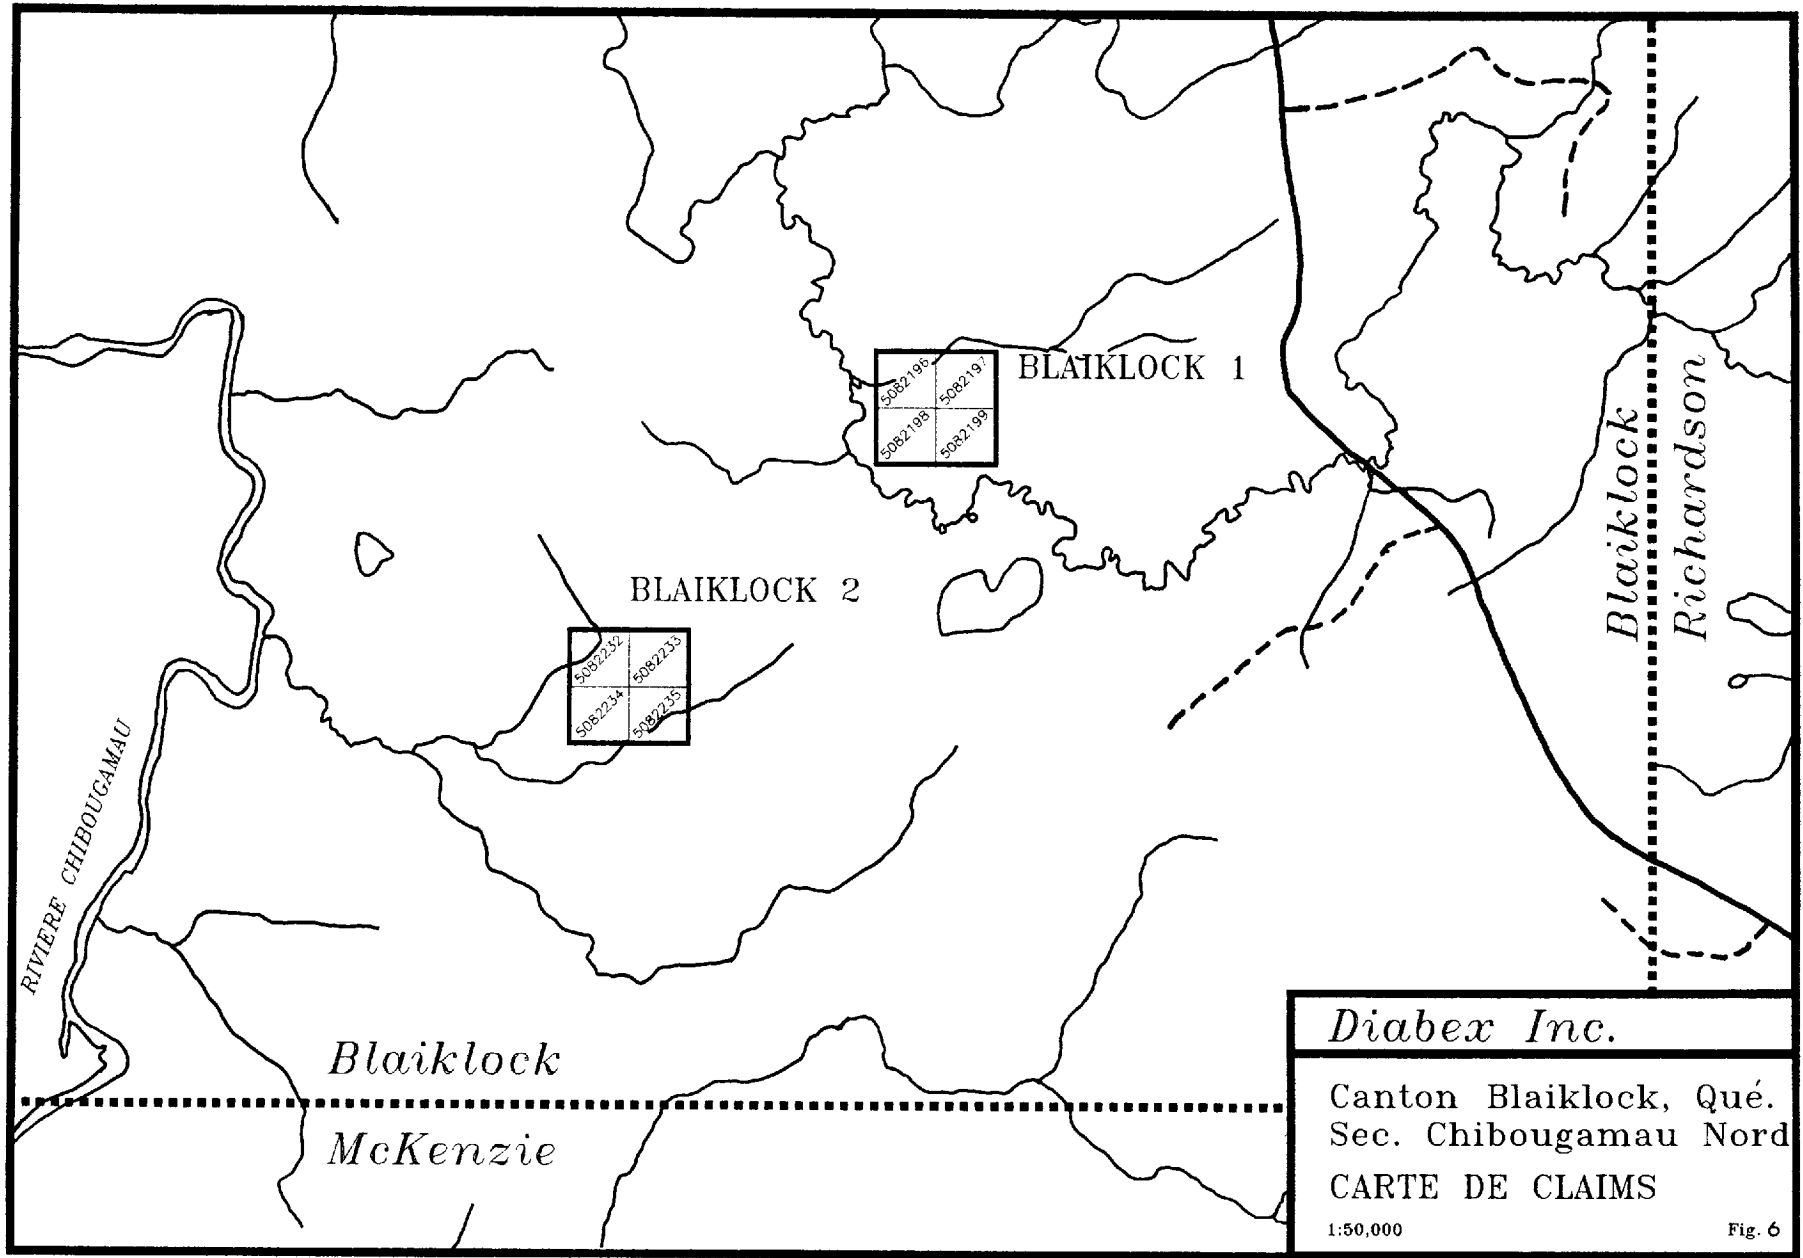 BLAIKLOCK 1
5082196
5082197
5082198
5082199
BLAIKLOCK 2
5082232
5082233
5082234
5082235
Blaiklock
Richardson
RIVIERE CHIBOUGAMAU
Blaiklock
McKenzie
Diabex Inc.
Canton Blaiklock, Qué.
Sec. Chibougamau Nord
CARTE DE CLAIMS
1:50,000
Fig. 6